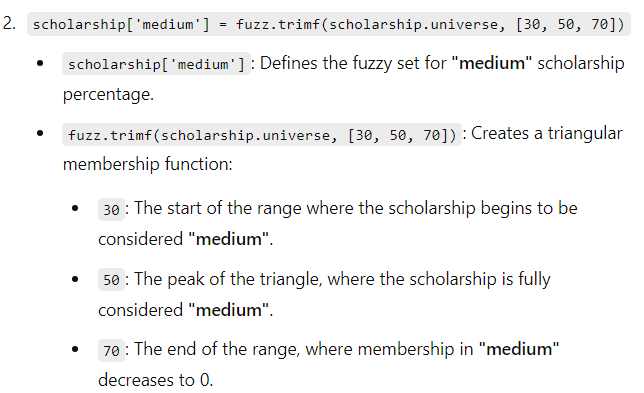 2. scholarship['medium'] = fuzz.trimf(scholarship.universe, [30, 50, 70])
• scholarship['medium'] : Defines the fuzzy set for "medium" scholarship
percentage.
• fuzz.trimf(scholarship.universe, [30, 50, 70]) : Creates a triangular
membership function:
• 30 : The start of the range where the scholarship begins to be
considered "medium".
• 50 : The peak of the triangle, where the scholarship is fully
considered "medium".
• 70 : The end of the range, where membership in "medium"
decreases to 0.